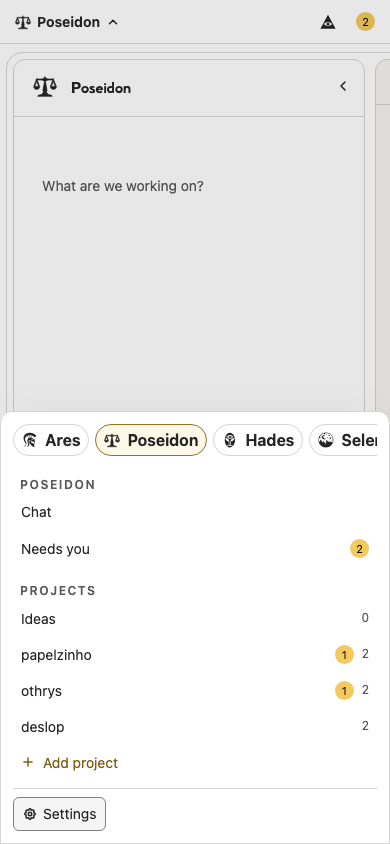 Poseidon
2
Poseidon
What are we working on?
Ares
Poseidon
Hades
Seler
POSEIDON
Chat
Needs you 2
PROJECTS
Ideas 0
papelzinho 1 2
othrys 1 2
deslop 2
+ Add project
Settings